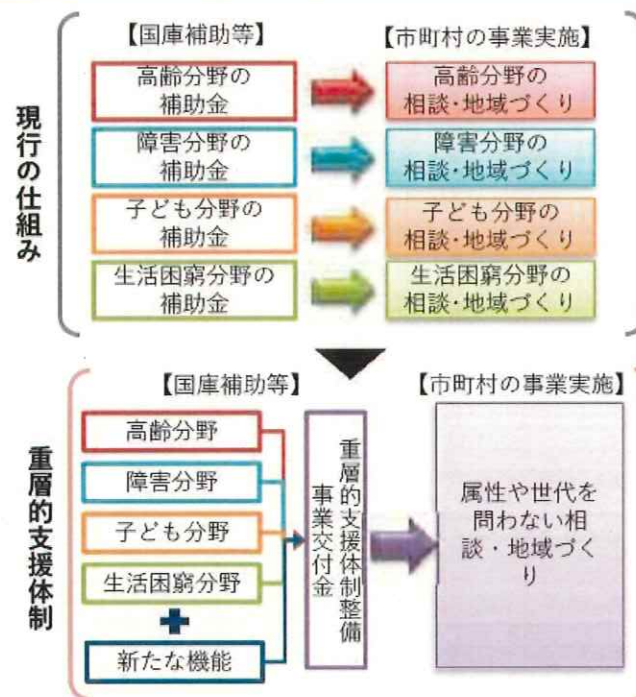 現行の仕組み
【国庫補助等】
【市町村の事業実施】
高齢分野の
補助金
高齢分野の
相談・地域づくり
障害分野の
補助金
障害分野の
相談・地域づくり
子ども分野の
補助金
子ども分野の
相談・地域づくり
生活困窮分野の
補助金
生活困窮分野の
相談・地域づくり
重層的支援体制
【国庫補助等】
【市町村の事業実施】
高齢分野
障害分野
子ども分野
生活困窮分野
新たな機能
重層的支援体制整備
事業交付金
属性や世代を
問わない相
談・地域づく
り